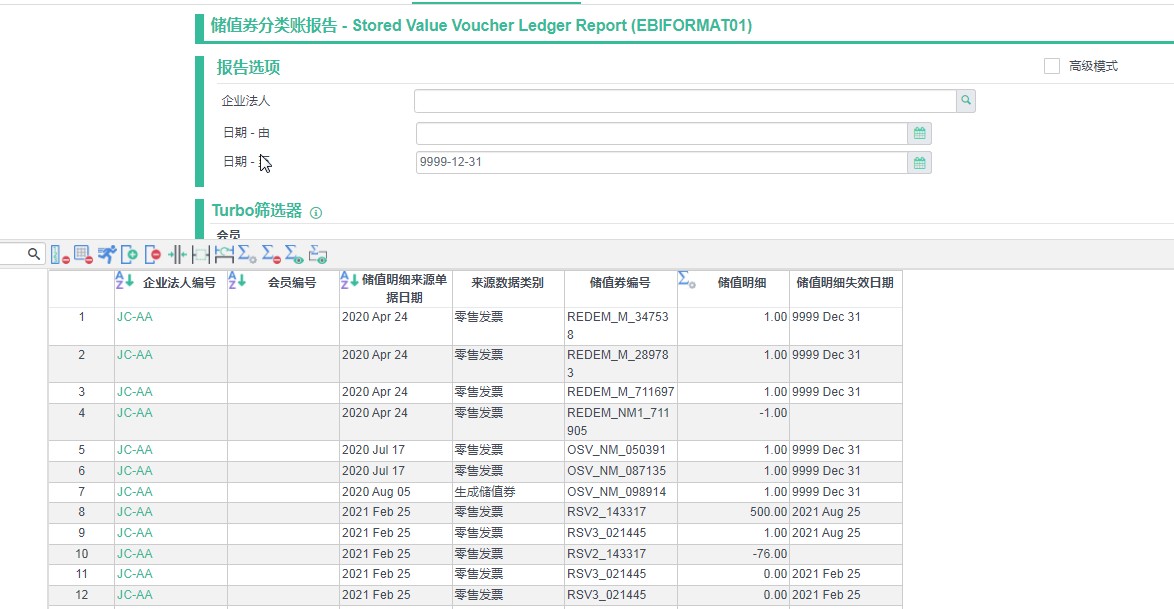 储值券分类账报告 - Stored Value Voucher Ledger Report (EBIFORMAT01)
报告选项
高级模式
企业法人
日期 - 由
日期 -
9999-12-31
Turbo筛选器
会员
企业法人编号 会员编号 储值明细来源单据日期 来源数据类别 储值券编号 储值明细 储值明细失效日期
1 JC-AA 2020 Apr 24 零售发票 REDEM_M_347538 1.00 9999 Dec 31
2 JC-AA 2020 Apr 24 零售发票 REDEM_M_289783 1.00 9999 Dec 31
3 JC-AA 2020 Apr 24 零售发票 REDEM_M_711697 1.00 9999 Dec 31
4 JC-AA 2020 Apr 24 零售发票 REDEM_NM1_711905 -1.00
5 JC-AA 2020 Jul 17 零售发票 OSV_NM_050391 1.00 9999 Dec 31
6 JC-AA 2020 Jul 17 零售发票 OSV_NM_087135 1.00 9999 Dec 31
7 JC-AA 2020 Aug 05 生成储值券 OSV_NM_098914 1.00 9999 Dec 31
8 JC-AA 2021 Feb 25 零售发票 RSV2_143317 500.00 2021 Aug 25
9 JC-AA 2021 Feb 25 零售发票 RSV3_021445 1.00 2021 Aug 25
10 JC-AA 2021 Feb 25 零售发票 RSV2_143317 -76.00
11 JC-AA 2021 Feb 25 零售发票 RSV3_021445 0.00 2021 Feb 25
12 JC-AA 2021 Feb 25 零售发票 RSV3_021445 0.00 2021 Feb 25